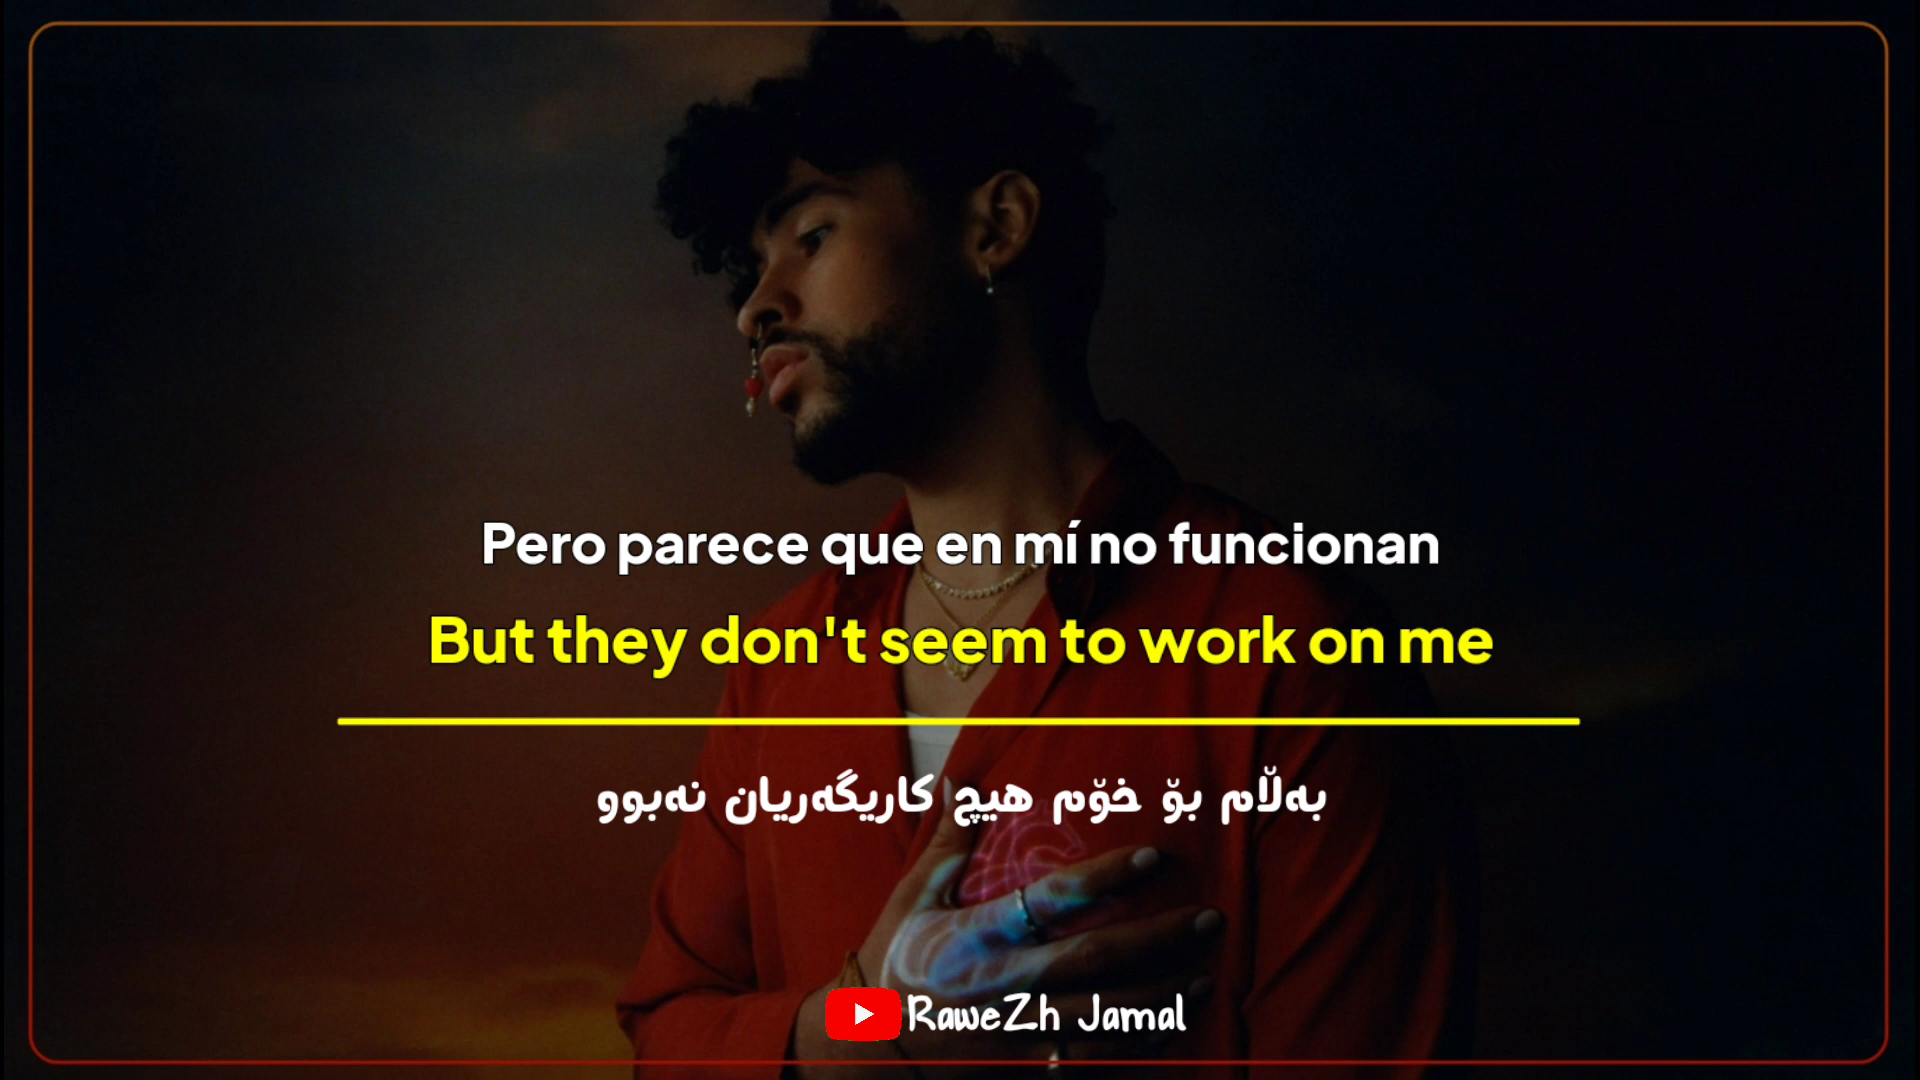 Pero parece que en mí no funcionan
But they don't seem to work on me
بەڵام بۆ خۆم هیچ کاریگەریان نەبوو
RaweZh Jamal